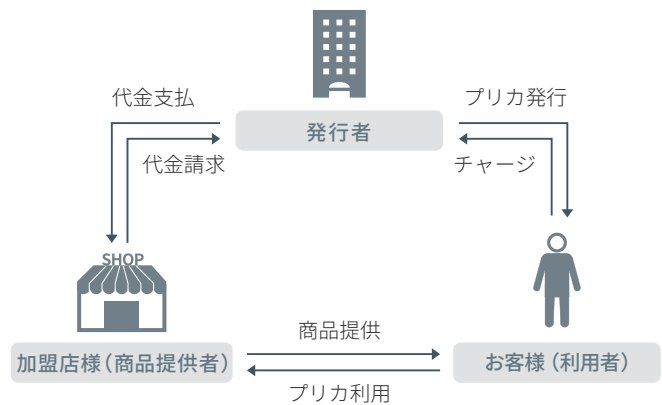 代金支払
プリカ発行
発行者
代金請求
チャージ
SHOP
商品提供
加盟店様（商品提供者）
お客様（利用者）
プリカ利用